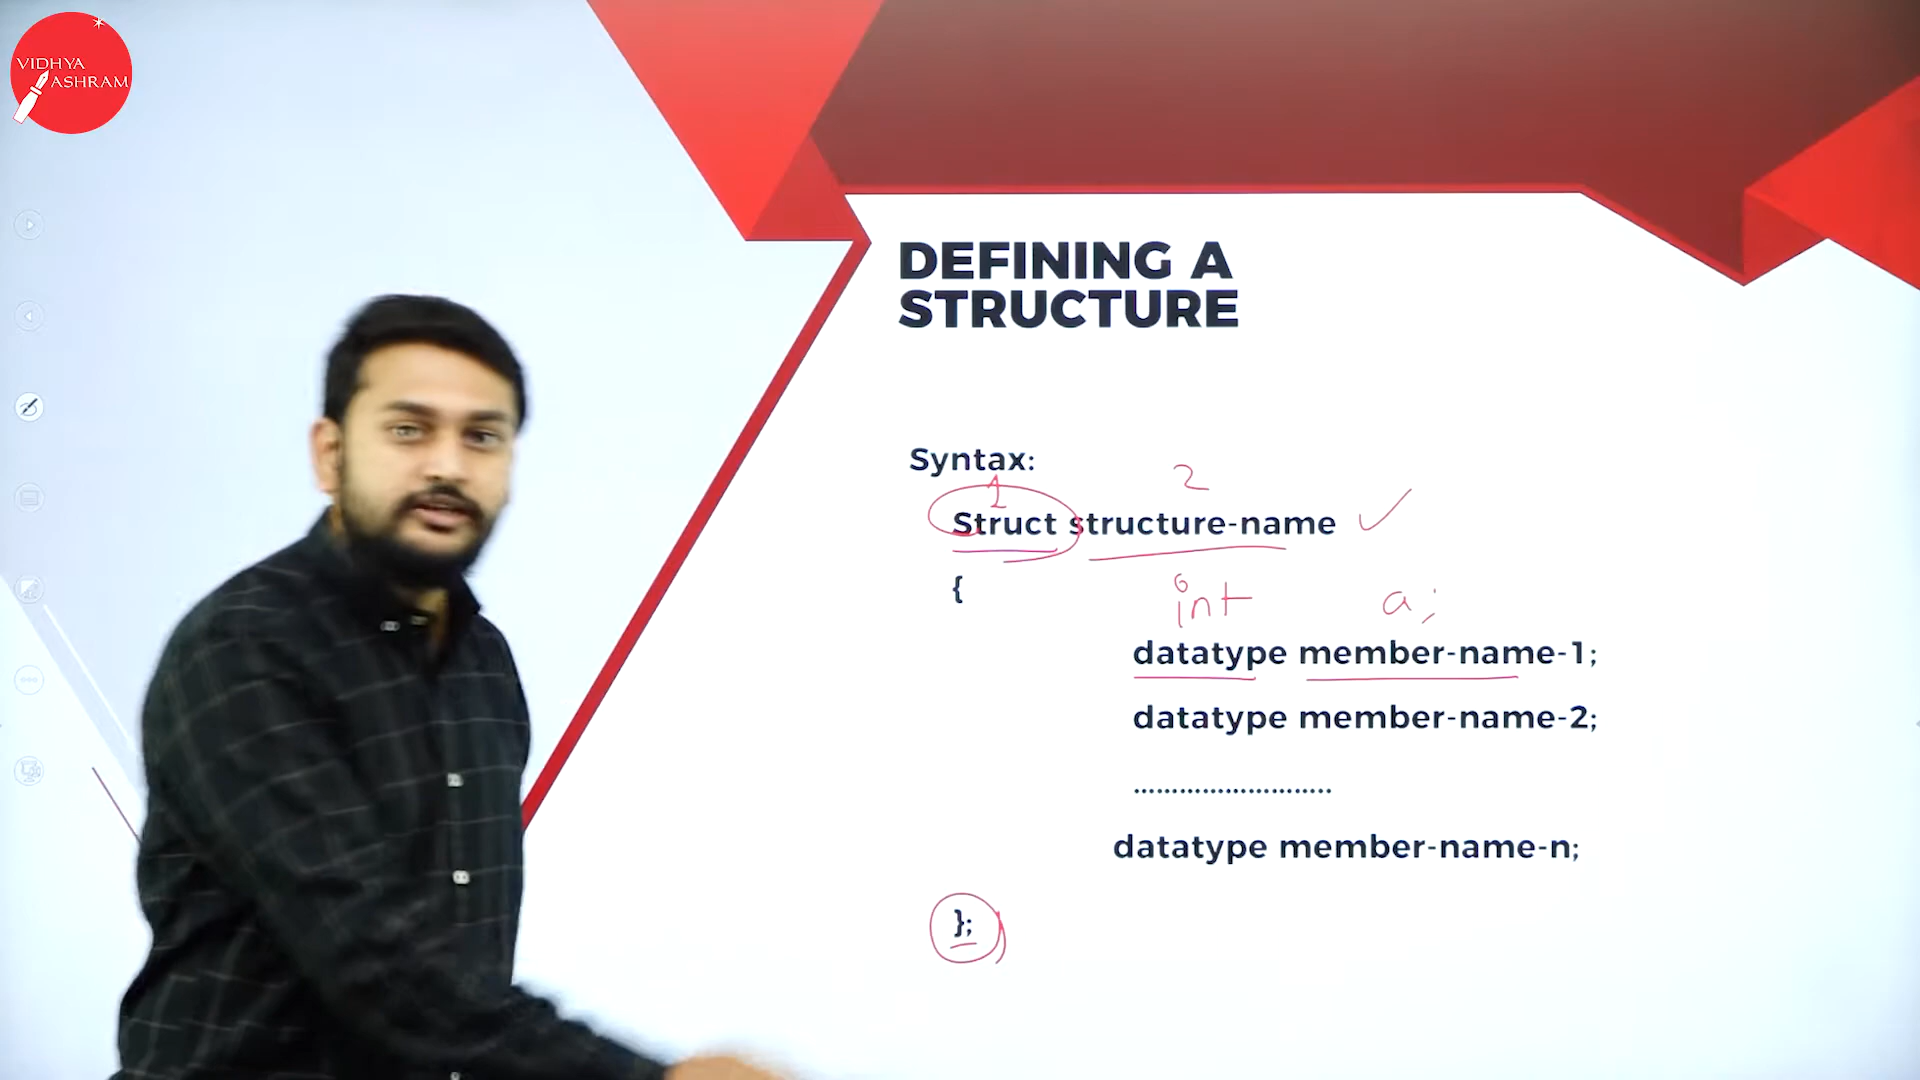 VIDHYA
ASHRAM
DEFINING A
STRUCTURE
Syntax:
1 2
Struct structure-name
{
int a;
datatype member-name-1;
datatype member-name-2;
..........................
datatype member-name-n;
};